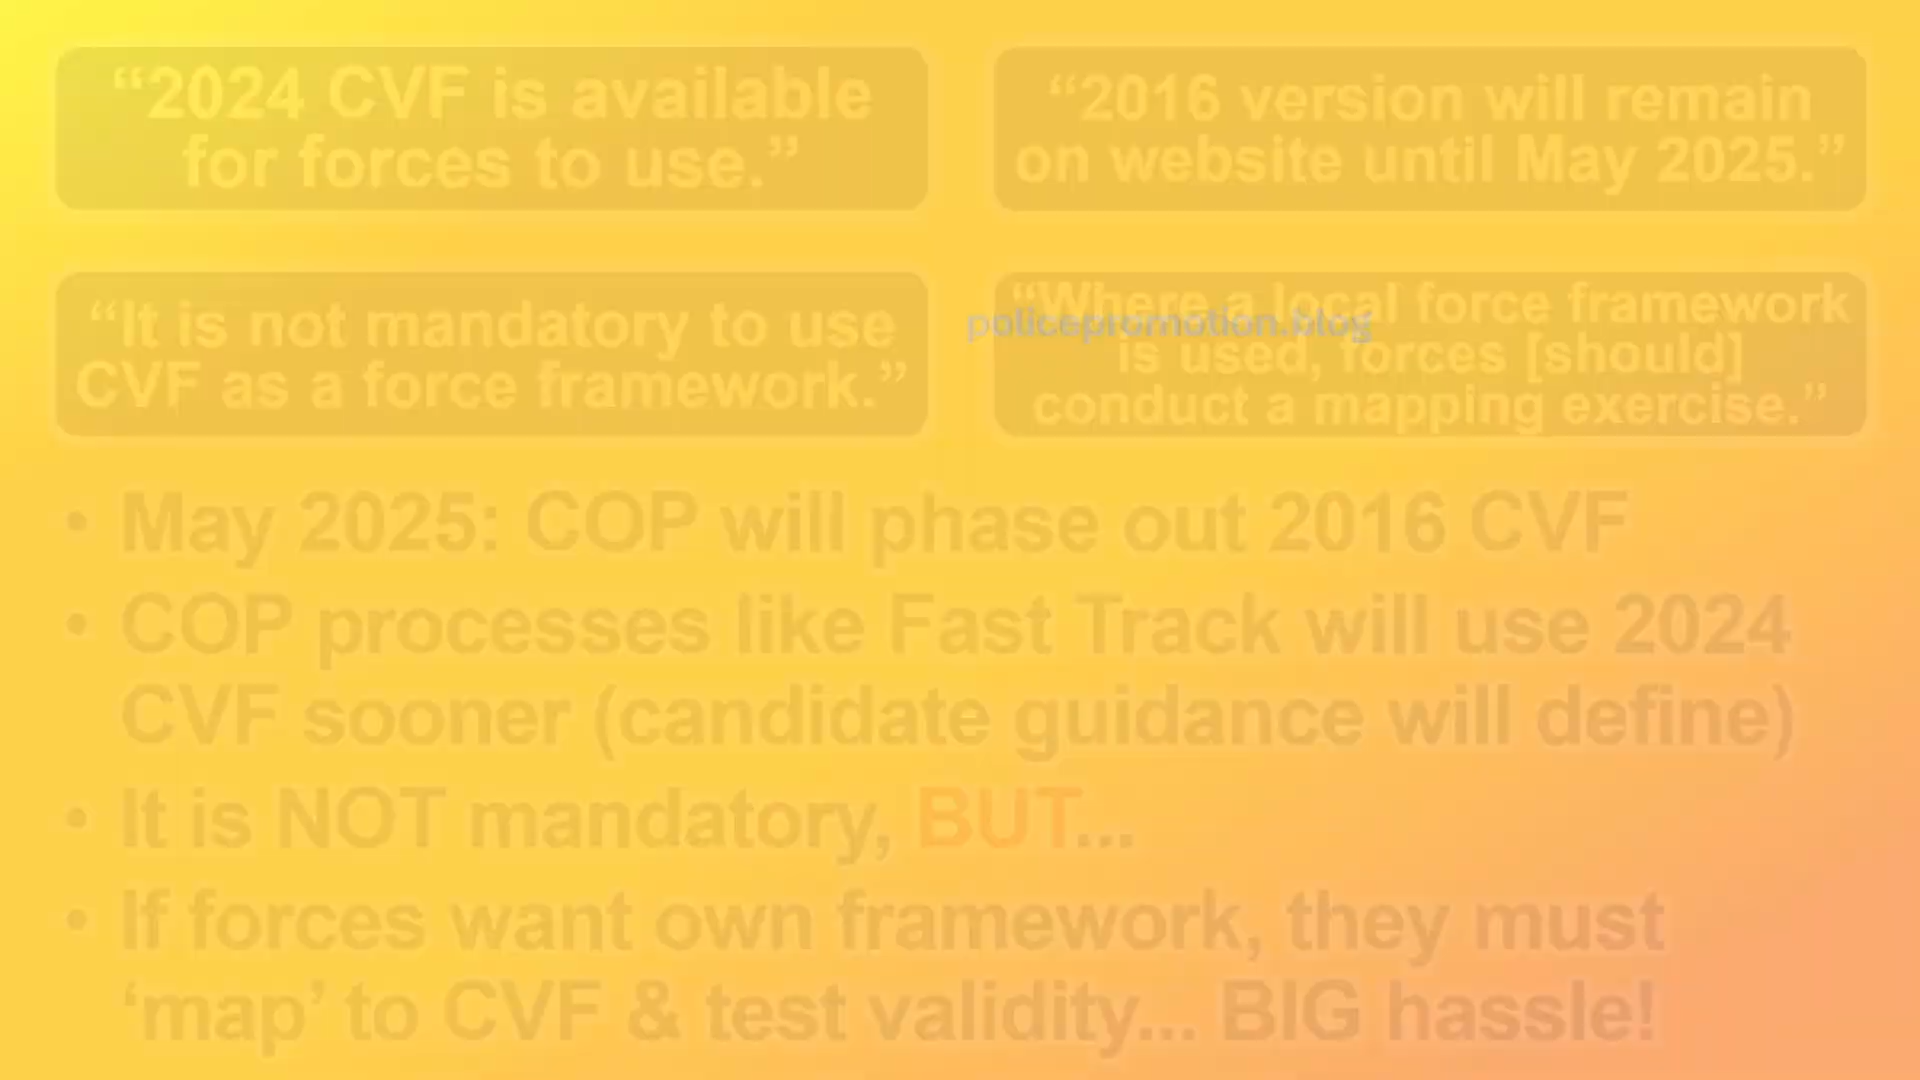 “2024 CVF is available
for forces to use.”
“2016 version will remain
on website until May 2025.”
“It is not mandatory to use
CVF as a force framework.”
“Where a local force framework
policepromotion.blog
is used, forces [should]
conduct a mapping exercise.”
• May 2025: COP will phase out 2016 CVF
• COP processes like Fast Track will use 2024
CVF sooner (candidate guidance will define)
• It is NOT mandatory, BUT...
• If forces want own framework, they must
‘map’ to CVF & test validity... BIG hassle!